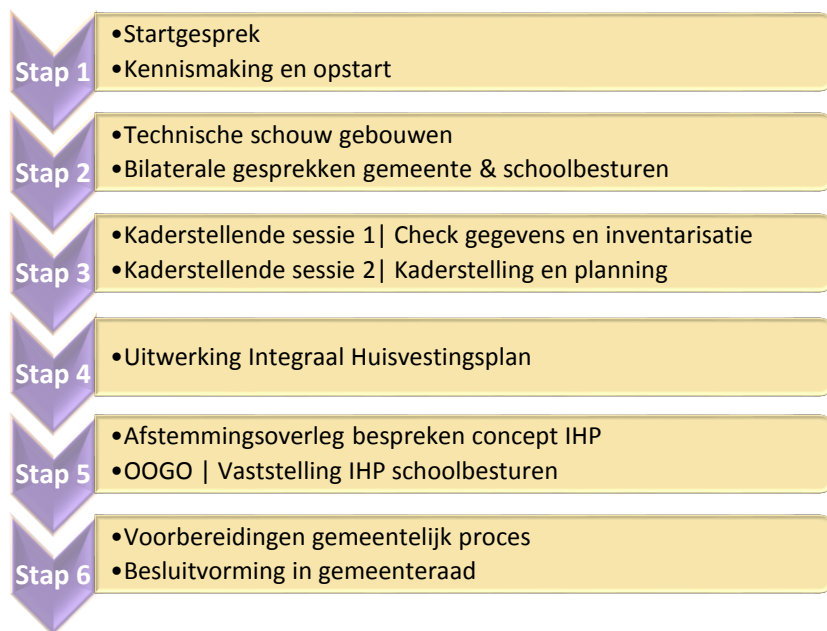 Stap 1
•Startgesprek
•Kennismaking en opstart
Stap 2
•Technische schouw gebouwen
•Bilaterale gesprekken gemeente & schoolbesturen
Stap 3
•Kaderstellende sessie 1| Check gegevens en inventarisatie
•Kaderstellende sessie 2| Kaderstelling en planning
Stap 4
•Uitwerking Integraal Huisvestingsplan
Stap 5
•Afstemmingsoverleg bespreken concept IHP
•OOGO | Vaststelling IHP schoolbesturen
Stap 6
•Voorbereidingen gemeentelijk proces
•Besluitvorming in gemeenteraad